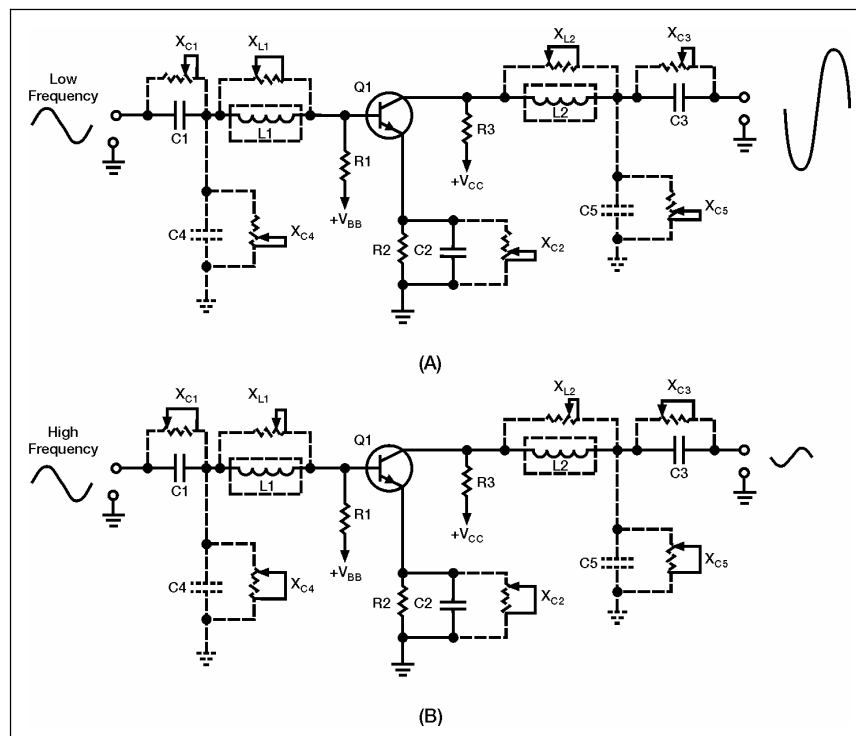 X_C1
X_L1
X_L2
X_C3
Low
Frequency
Q1
C1
L1
L2
C3
R1
R3
+V_BB
+V_CC
C4
X_C4
R2
C2
X_C2
C5
X_C5
(A)
X_C1
X_L1
X_L2
X_C3
High
Frequency
Q1
C1
L1
L2
C3
R1
R3
+V_BB
+V_CC
C4
X_C4
R2
C2
X_C2
C5
X_C5
(B)